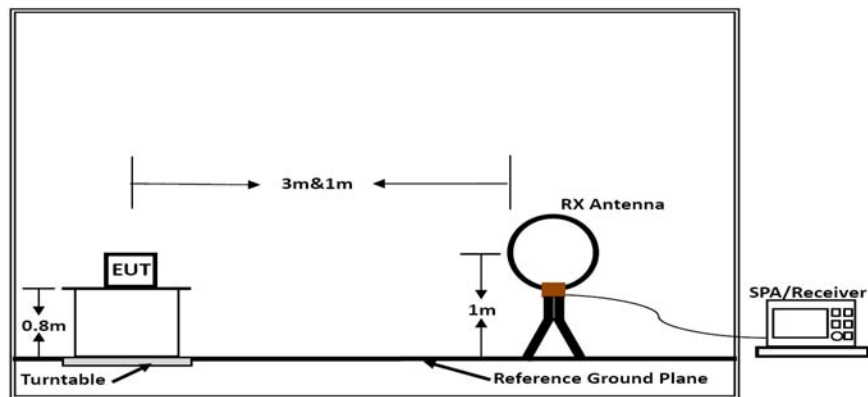 3m&1m
RX Antenna
EUT
SPA/Receiver
0.8m
1m
Turntable
Reference Ground Plane